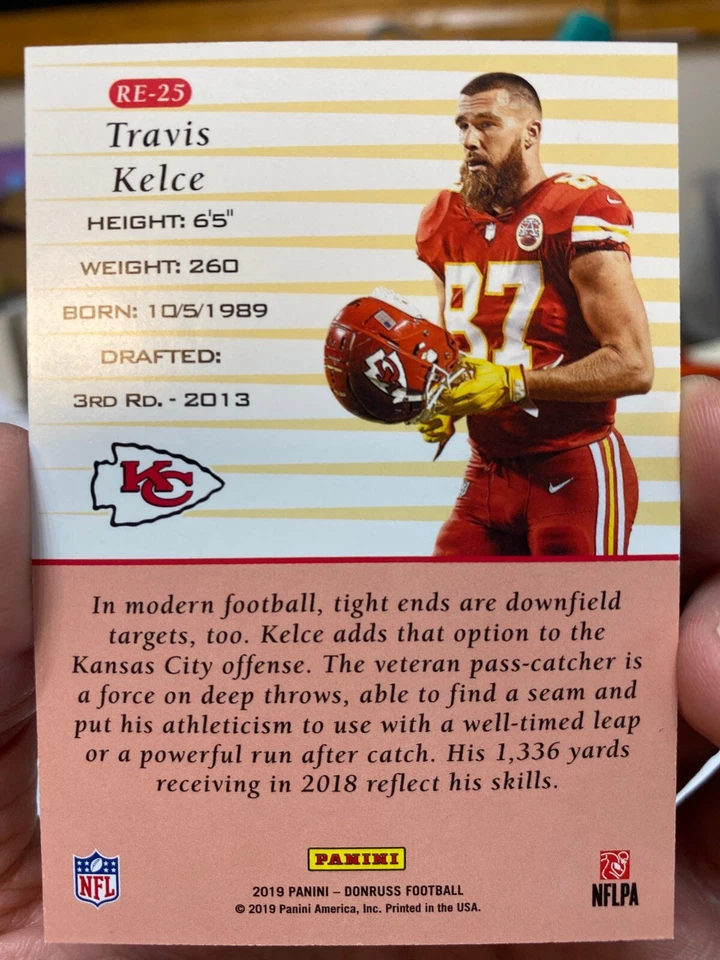 RE-25
Travis
Kelce
HEIGHT: 6'5"
WEIGHT: 260
BORN: 10/5/1989
DRAFTED:
3RD RD. - 2013
KC
87
87
KC
In modern football, tight ends are downfield
targets, too. Kelce adds that option to the
Kansas City offense. The veteran pass-catcher is
a force on deep throws, able to find a seam and
put his athleticism to use with a well-timed leap
or a powerful run after catch. His 1,336 yards
receiving in 2018 reflect his skills.
PANINI
NFL
2019 PANINI – DONRUSS FOOTBALL
© 2019 Panini America, Inc. Printed in the USA.
NFLPA